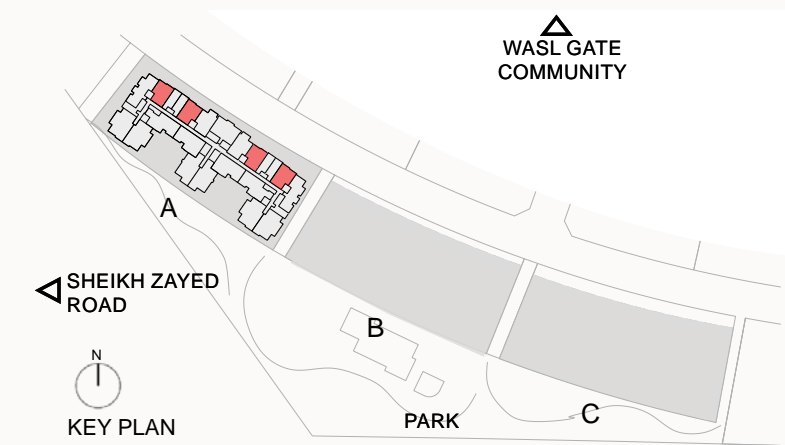 WASL GATE
COMMUNITY
A
SHEIKH ZAYED
ROAD
B
N
KEY PLAN
PARK
C